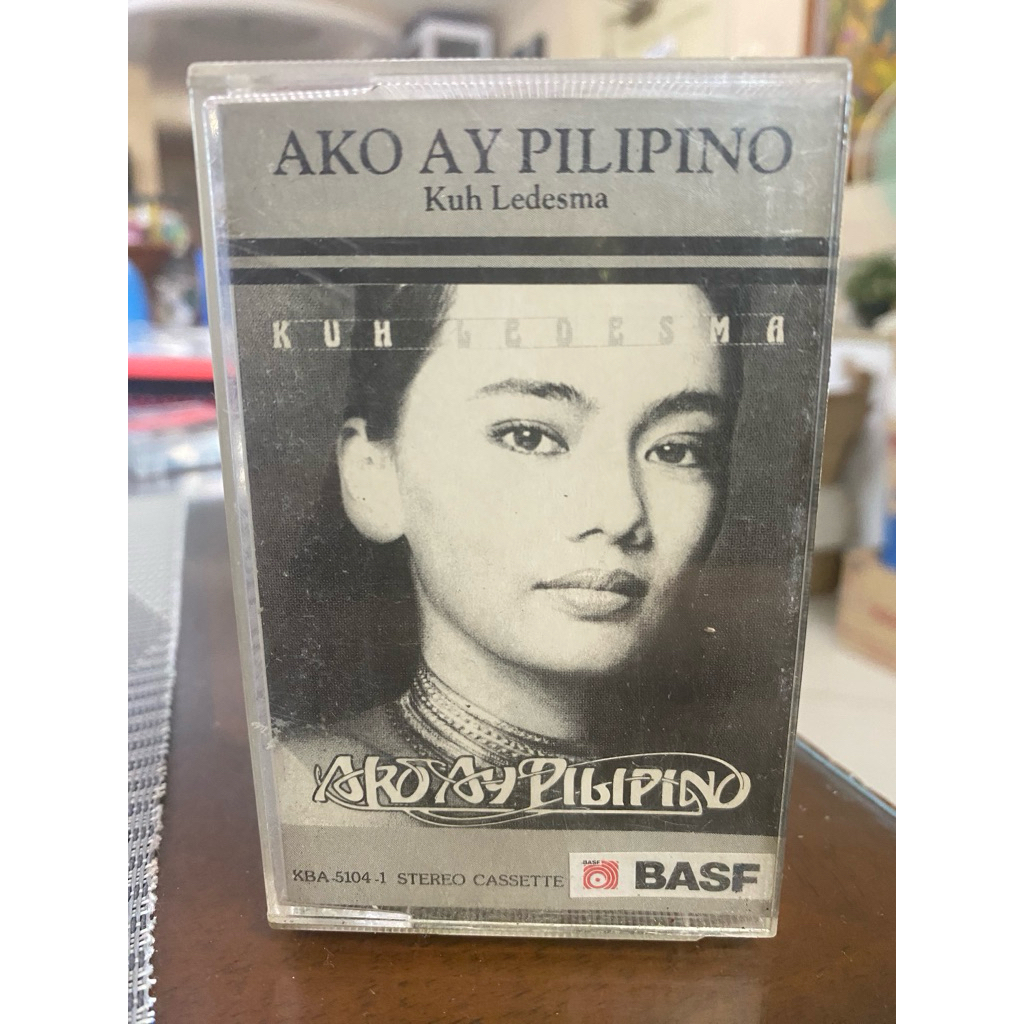 AKO AY PILIPINO
Kuh Ledesma
KUH LEDESMA
AKO AY PILIPINO
KBA-5104-1 STEREO CASSETTE BASF BASF